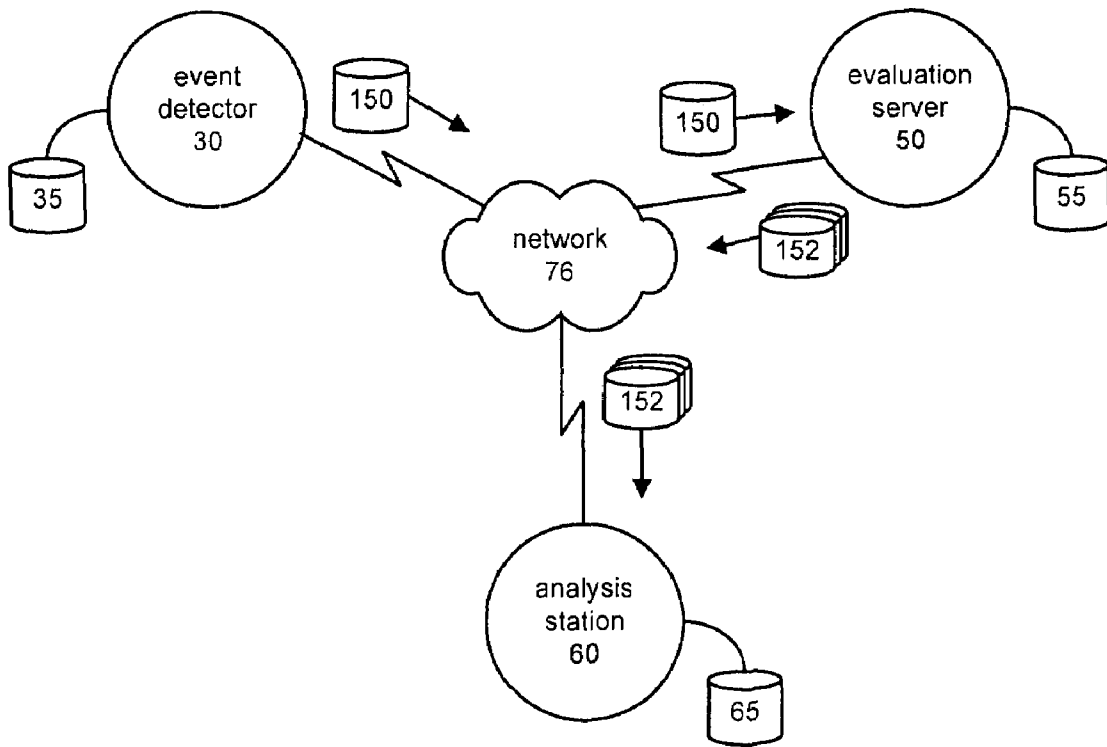 event
detector
30
150
35
150
evaluation
server
50
55
network
76
152
152
analysis
station
60
65